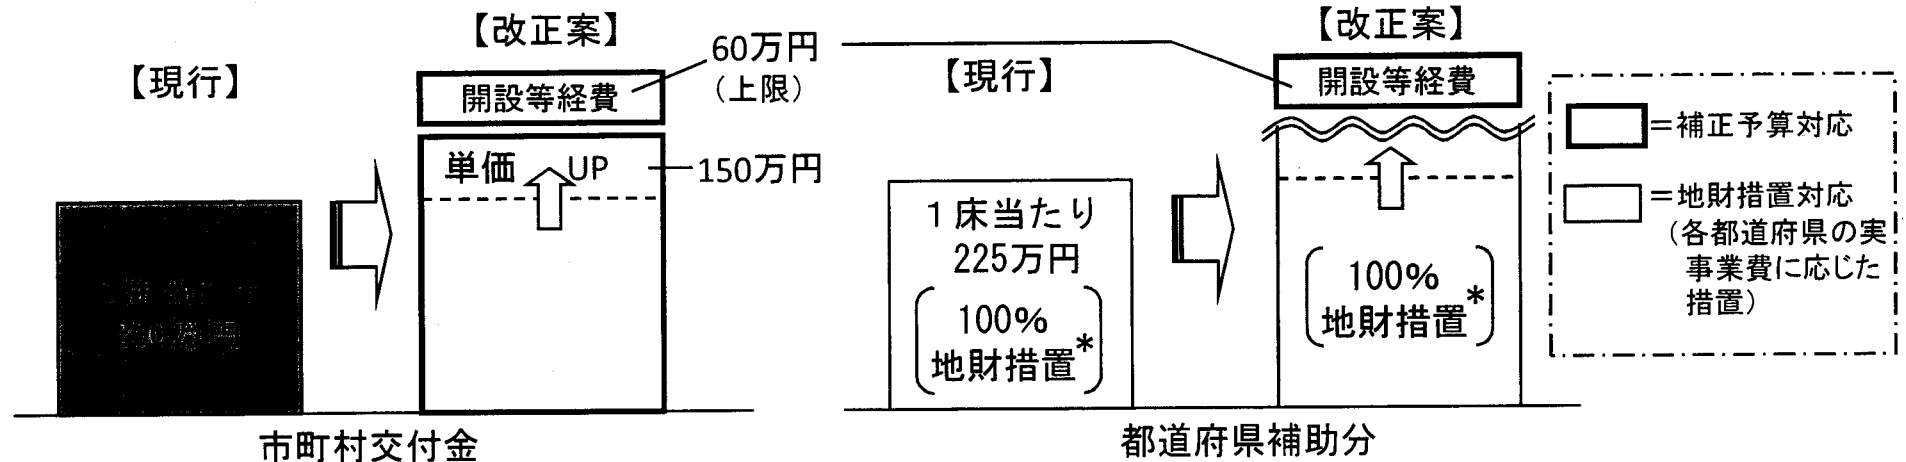 【現行】
【改正案】
60万円
（上限）
開設等経費
単価 UP
150万円
市町村交付金
【現行】
【改正案】
開設等経費
１床当たり
225万円
100%
地財措置*
100%
地財措置*
都道府県補助分
＝補正予算対応
＝地財措置対応
（各都道府県の実
事業費に応じた
措置）